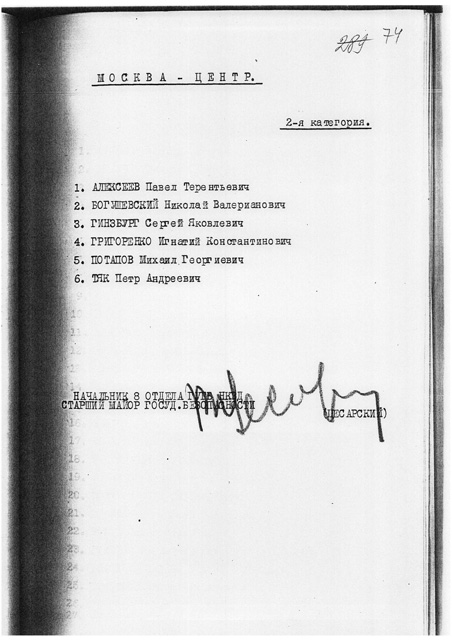 289 74
МОСКВА - ЦЕНТР.
2-я категория.
1. АЛЕКСЕЕВ Павел Терентьевич
2. БОГУШЕВСКИЙ Николай Валерианович
3. ГИНЗБУРГ Сергей Яковлевич
4. ГРИГОРЕНКО Игнатий Константинович
5. ПОТАПОВ Михаил Георгиевич
6. ТЯК Петр Андреевич
НАЧАЛЬНИК 8 ОТДЕЛА ГУГБ НКВД
СТАРШИЙ МАЙОР ГОСУД.БЕЗОПАСНОСТИ
(ЦЕСАРСКИЙ)